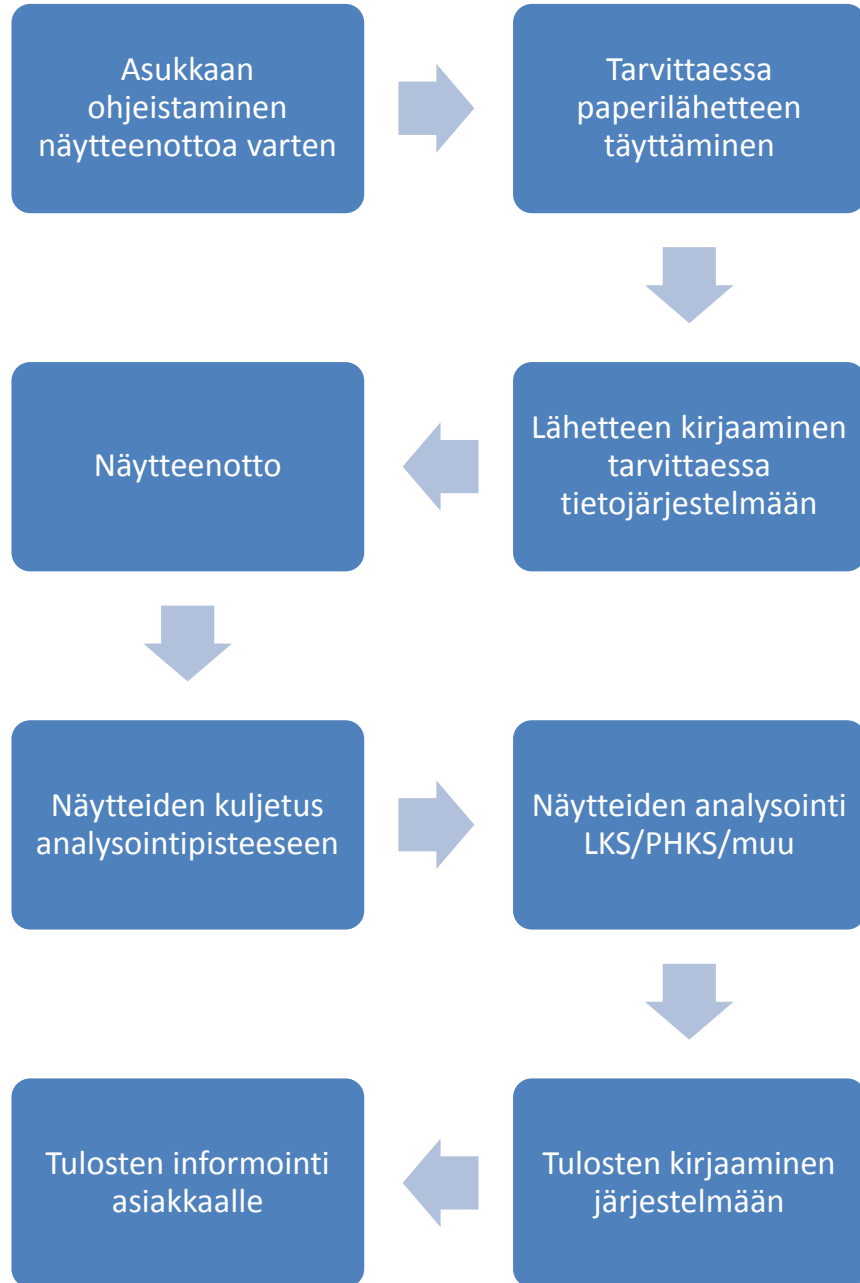 Asukkaan
ohjeistaminen
näytteenottoa varten
Tarvittaessa
paperilähetteen
täyttäminen
Lähetteen kirjaaminen
tarvittaessa
tietojärjestelmään
Näytteenotto
Näytteiden kuljetus
analysointipisteeseen
Näytteiden analysointi
LKS/PHKS/muu
Tulosten kirjaaminen
järjestelmään
Tulosten informointi
asiakkaalle